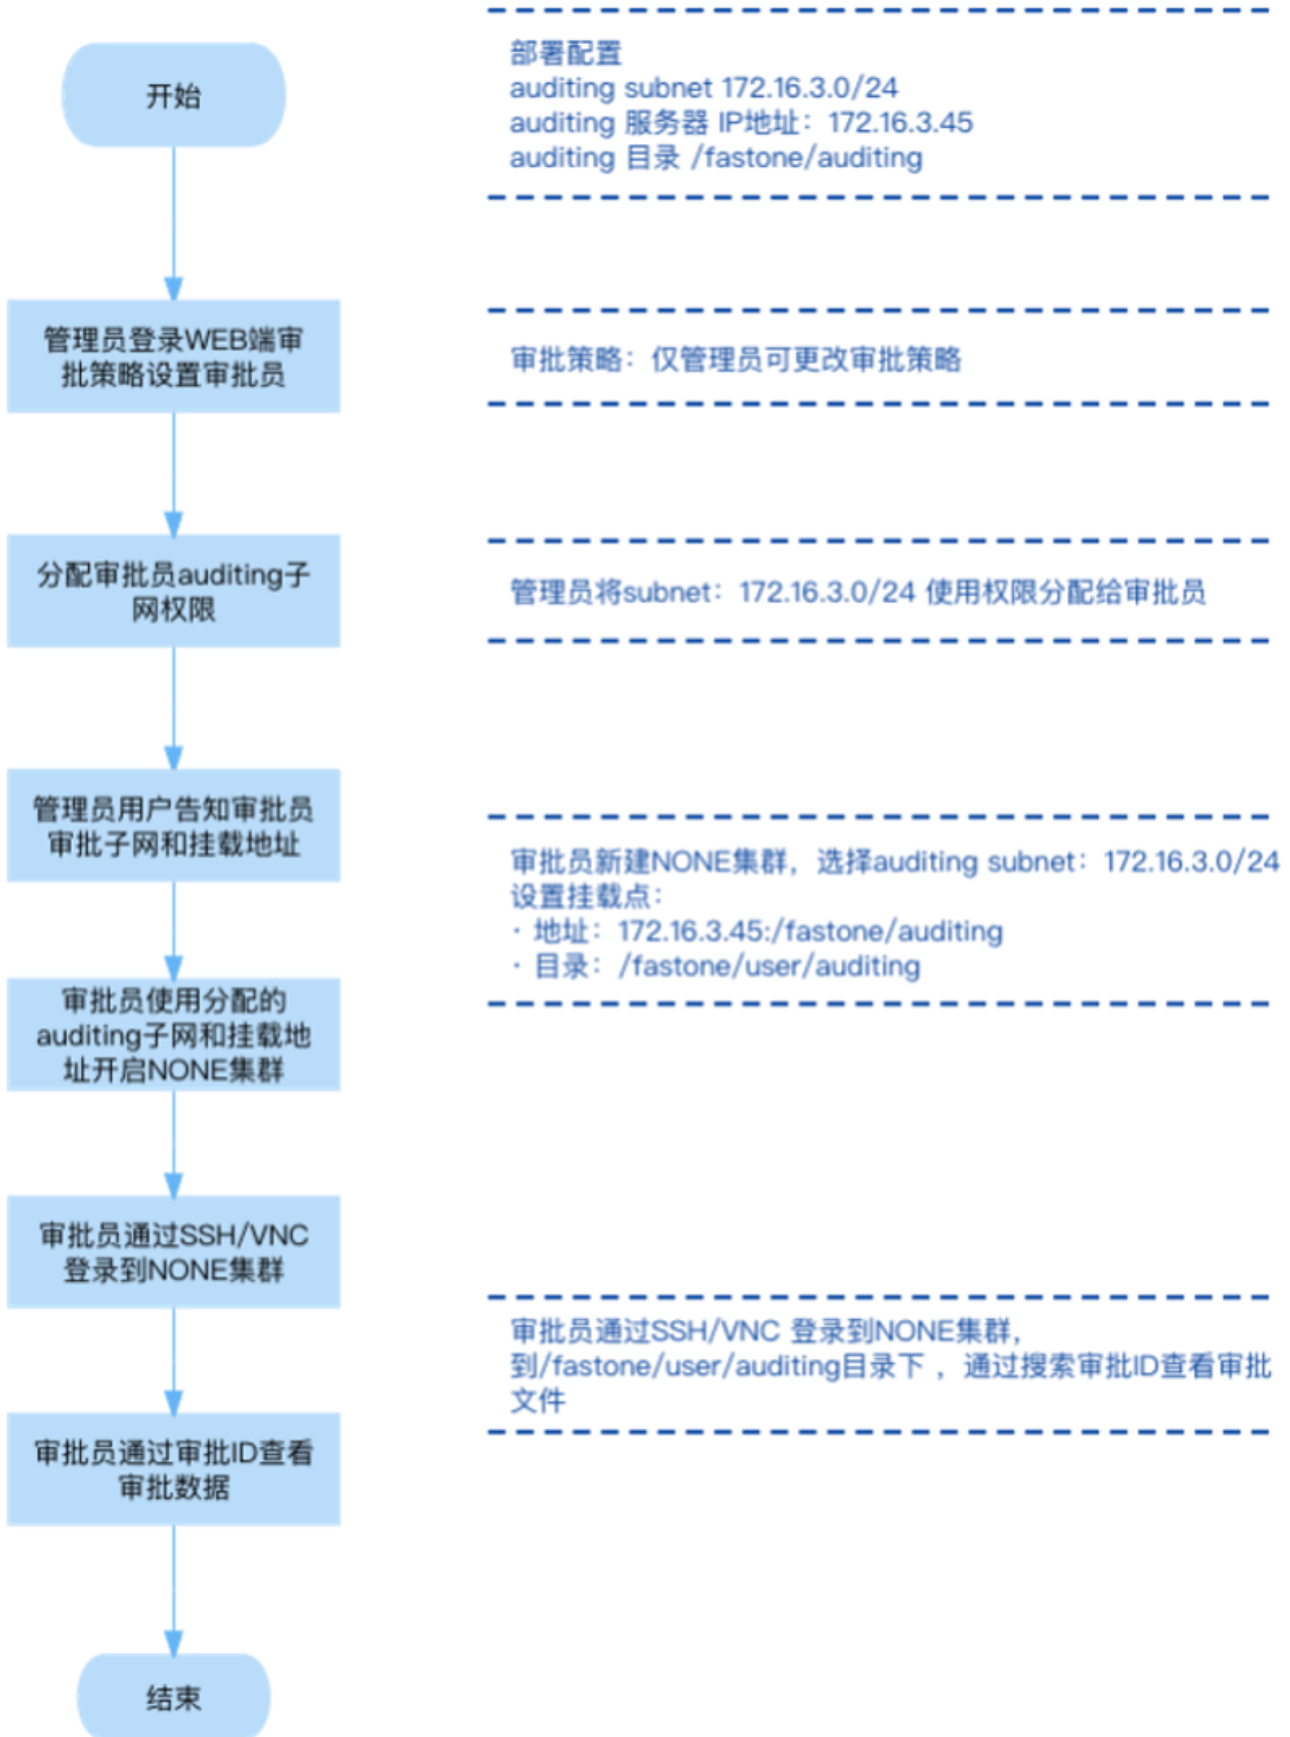 开始
部署配置
auditing subnet 172.16.3.0/24
auditing 服务器 IP地址：172.16.3.45
auditing 目录 /fastone/auditing
管理员登录WEB端审
批策略设置审批员
审批策略：仅管理员可更改审批策略
分配审批员auditing子
网权限
管理员将subnet：172.16.3.0/24 使用权限分配给审批员
管理员用户告知审批员
审批子网和挂载地址
审批员新建NONE集群，选择auditing subnet：172.16.3.0/24
设置挂载点：
· 地址：172.16.3.45:/fastone/auditing
· 目录：/fastone/user/auditing
审批员使用分配的
auditing子网和挂载地
址开启NONE集群
审批员通过SSH/VNC
登录到NONE集群
审批员通过SSH/VNC 登录到NONE集群，
到/fastone/user/auditing目录下 ，通过搜索审批ID查看审批
文件
审批员通过审批ID查看
审批数据
结束